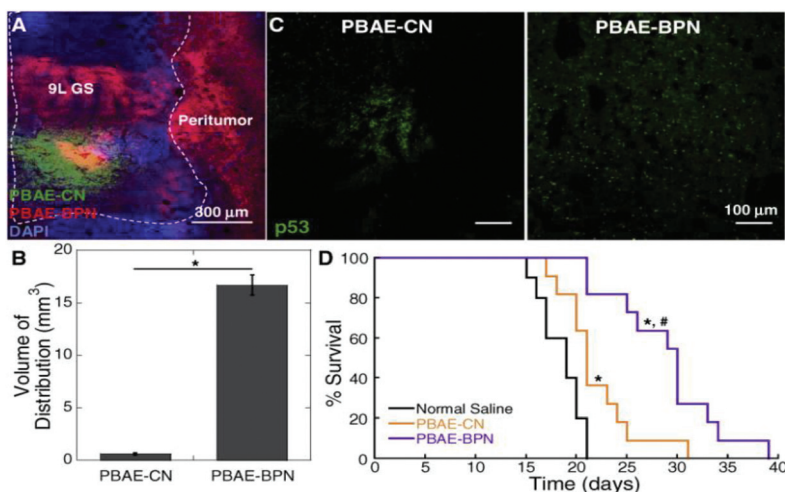 A
9L GS
Peritumor
PBAE-CN
PBAE-BPN
DAPI
300 µm
C
PBAE-CN
PBAE-BPN
p53
100 µm
B
*
Volume of
Distribution (mm³)
20
15
10
5
0
PBAE-CN
PBAE-BPN
D
% Survival
100
80
60
40
20
0
*, #
*
Normal Saline
PBAE-CN
PBAE-BPN
0 5 10 15 20 25 30 35 40
Time (days)